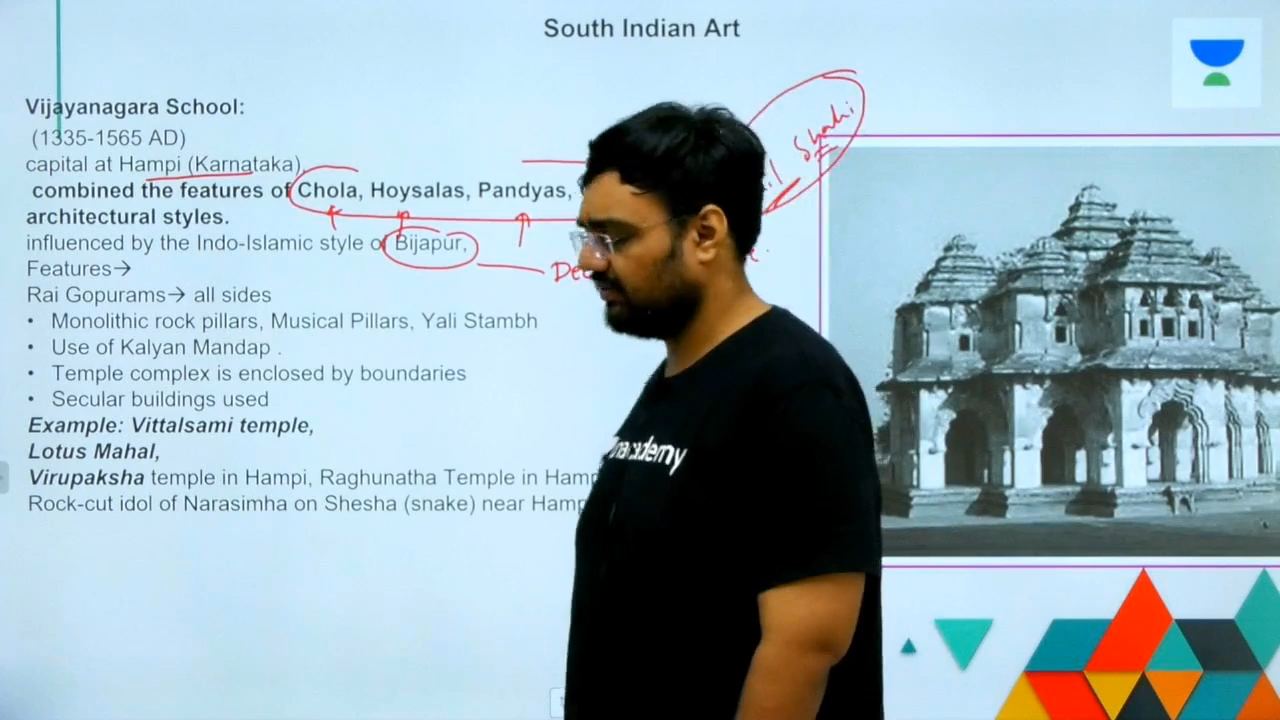 South Indian Art
Vijayanagara School:
(1335-1565 AD)
capital at Hampi (Karnataka),
combined the features of Chola, Hoysalas, Pandyas,
architectural styles.
influenced by the Indo-Islamic style of Bijapur,
Features→
Rai Gopurams→ all sides
• Monolithic rock pillars, Musical Pillars, Yali Stambh
• Use of Kalyan Mandap .
• Temple complex is enclosed by boundaries
• Secular buildings used
Example: Vittalsami temple,
Lotus Mahal,
Virupaksha temple in Hampi, Raghunatha Temple in
Rock-cut idol of Narasimha on Shesha (snake) near
Shahi